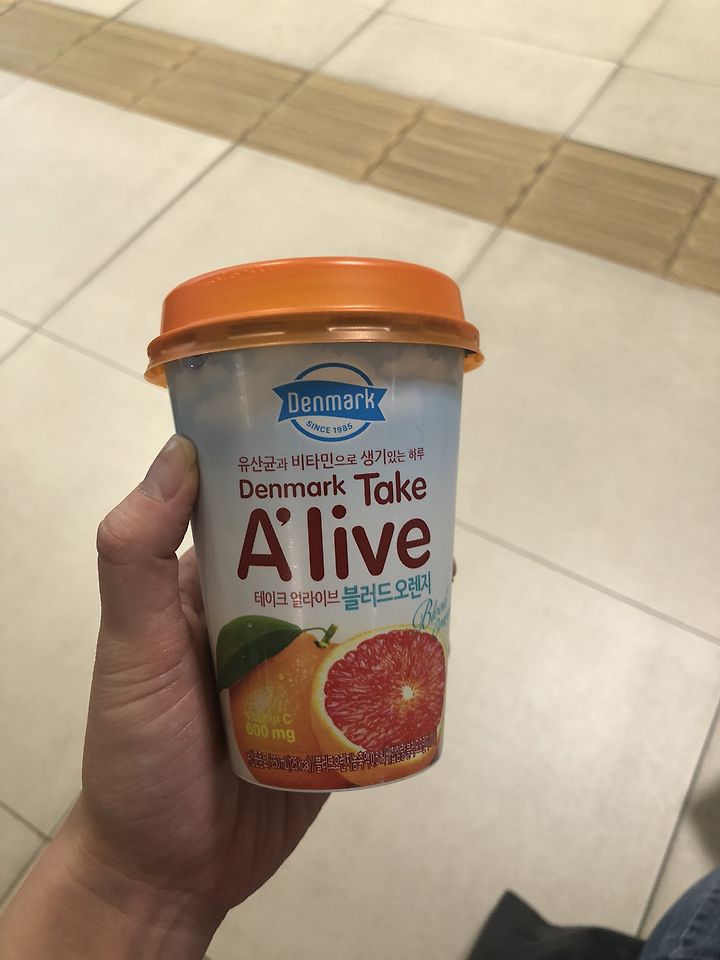 Denmark
SINCE 1985
유산균과 비타민으로 생기있는 하루
Denmark Take
A'live
테이크 얼라이브 블러드오렌지
Blood
Vitamin C
600 mg